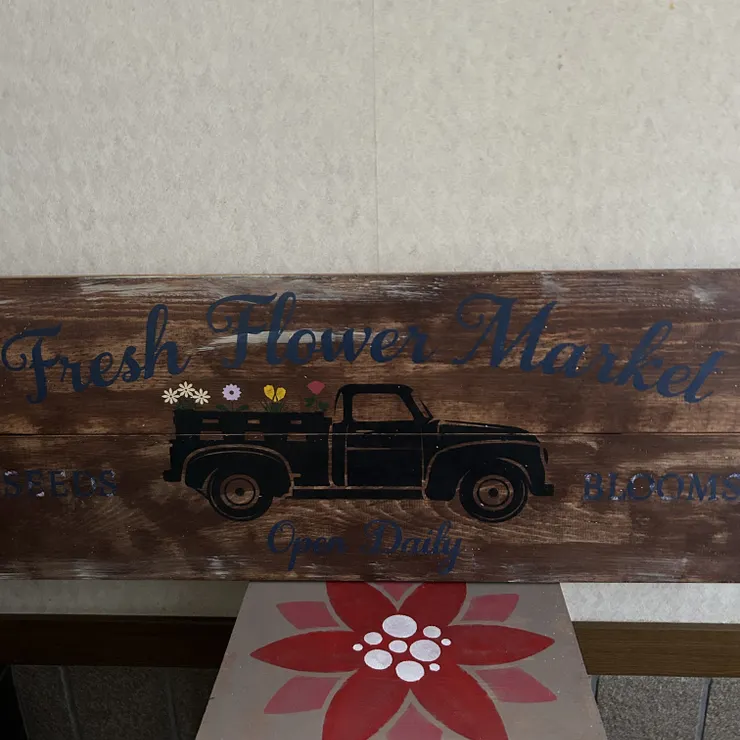 Fresh Flower Market
SEEDS
BLOOMS
Open Daily